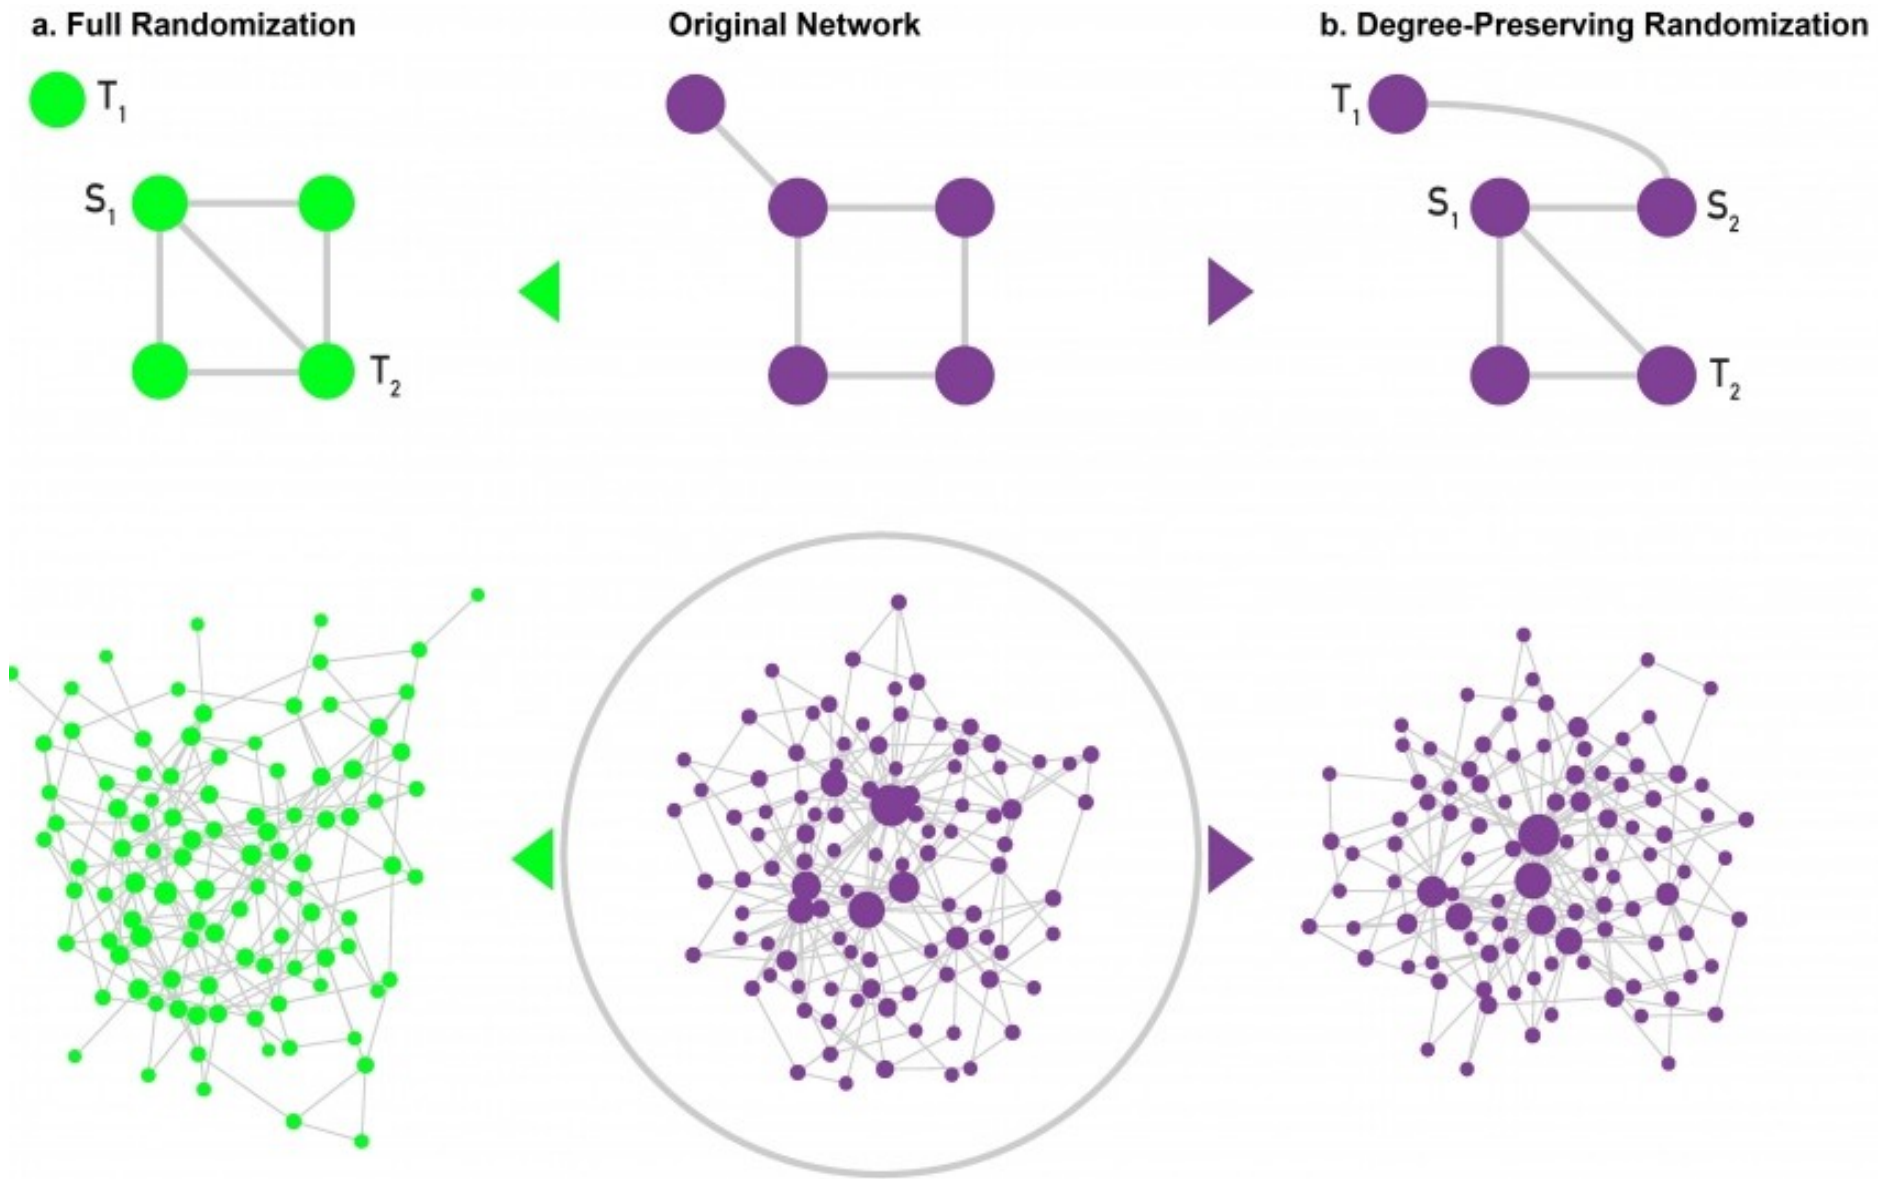 a. Full Randomization
Original Network
b. Degree-Preserving Randomization
T₁
T₁
S₁
S₁
S₂
T₂
T₂